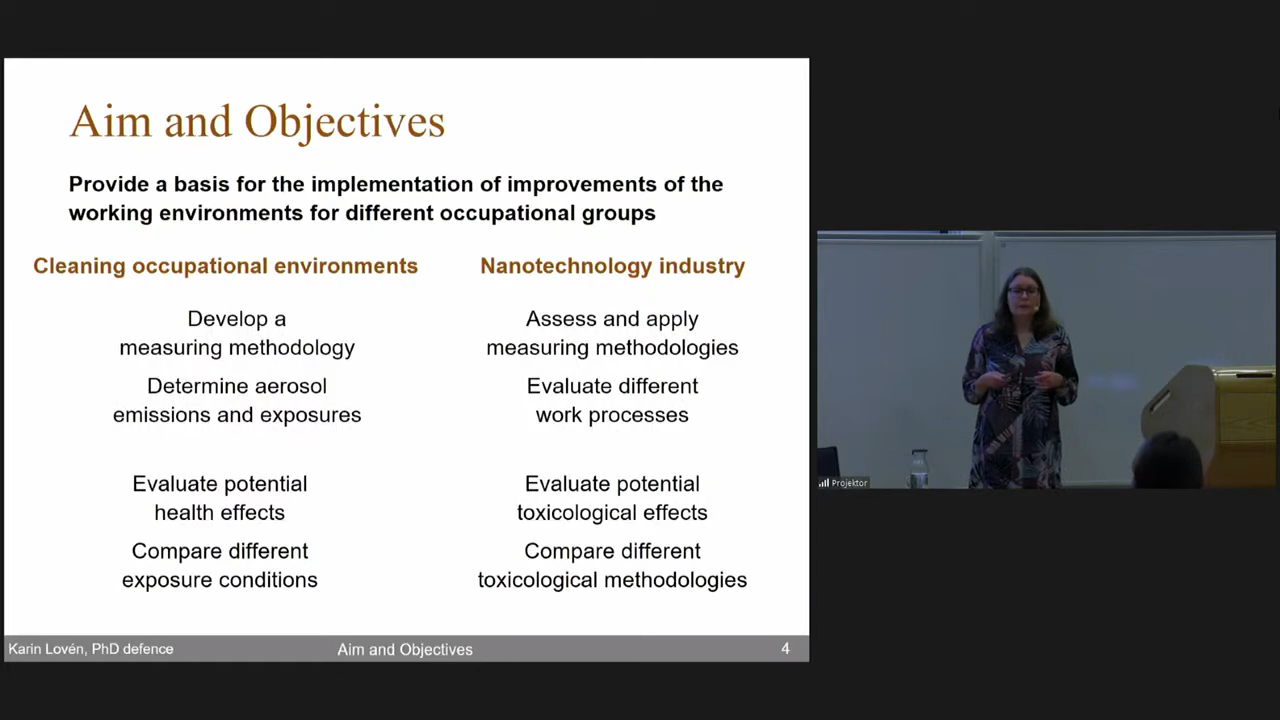 Aim and Objectives
Provide a basis for the implementation of improvements of the
working environments for different occupational groups
Cleaning occupational environments
Develop a
measuring methodology
Determine aerosol
emissions and exposures
Evaluate potential
health effects
Compare different
exposure conditions
Nanotechnology industry
Assess and apply
measuring methodologies
Evaluate different
work processes
Evaluate potential
toxicological effects
Compare different
toxicological methodologies
Karin Lovén, PhD defence
Aim and Objectives
4
Projektor